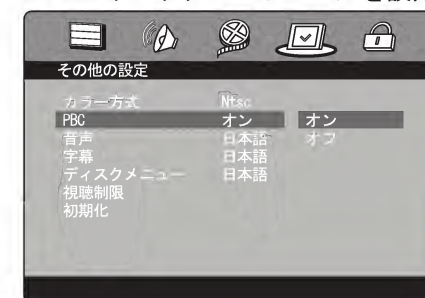 その他の設定
カラー方式 Ntsc
PBC オン オン
音声 日本語 オフ
字幕 日本語
ディスクメニュー 日本語
視聴制限
初期化